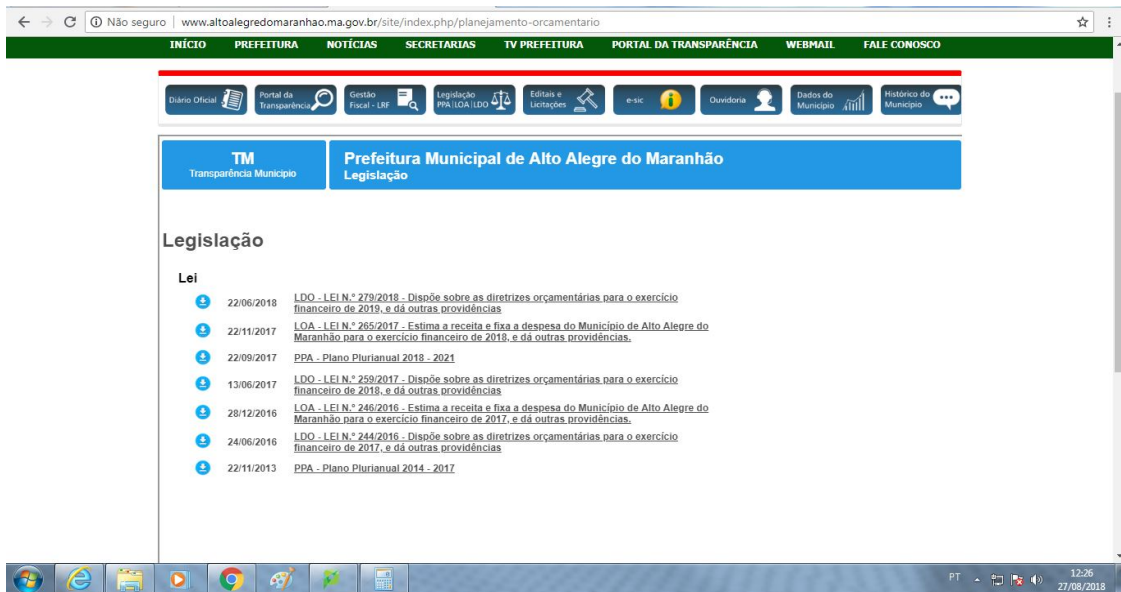 Não seguro | www.altoalegredomaranhao.ma.gov.br/site/index.php/planejamento-orcamentario
INÍCIO PREFEITURA NOTÍCIAS SECRETARIAS TV PREFEITURA PORTAL DA TRANSPARÊNCIA WEBMAIL FALE CONOSCO
Diário Oficial
Portal da
Transparência
Gestão
Fiscal - LRF
Legislação
PPA|LOA|LDO
Editais e
Licitações
e-sic
Ouvidoria
Dados do
Município
Histórico do
Município
TM
Transparência Município
Prefeitura Municipal de Alto Alegre do Maranhão
Legislação
Legislação
Lei
22/06/2018 LDO - LEI N.º 279/2018 - Dispõe sobre as diretrizes orçamentárias para o exercício
financeiro de 2019, e dá outras providências
22/11/2017 LOA - LEI N.º 265/2017 - Estima a receita e fixa a despesa do Município de Alto Alegre do
Maranhão para o exercício financeiro de 2018, e dá outras providências.
22/09/2017 PPA - Plano Plurianual 2018 - 2021
13/06/2017 LDO - LEI N.º 259/2017 - Dispõe sobre as diretrizes orçamentárias para o exercício
financeiro de 2018, e dá outras providências
28/12/2016 LOA - LEI N.º 246/2016 - Estima a receita e fixa a despesa do Município de Alto Alegre do
Maranhão para o exercício financeiro de 2017, e dá outras providências.
24/06/2016 LDO - LEI N.º 244/2016 - Dispõe sobre as diretrizes orçamentárias para o exercício
financeiro de 2017, e dá outras providências
22/11/2013 PPA - Plano Plurianual 2014 - 2017
PT
12:26
27/08/2018